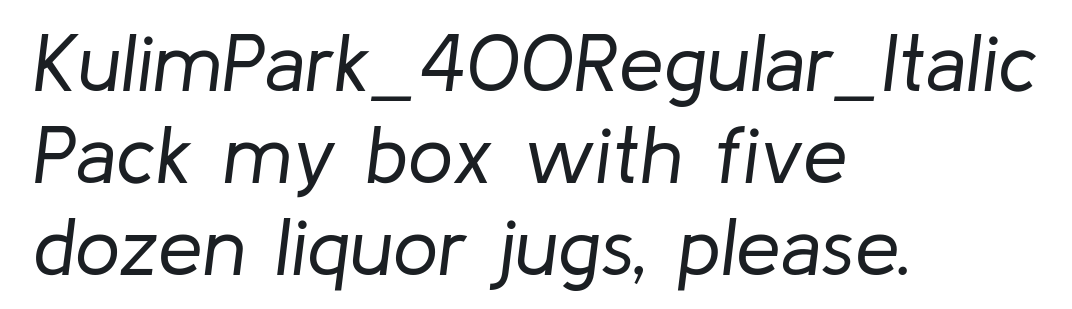 KulimPark_400Regular_Italic
Pack my box with five
dozen liquor jugs, please.